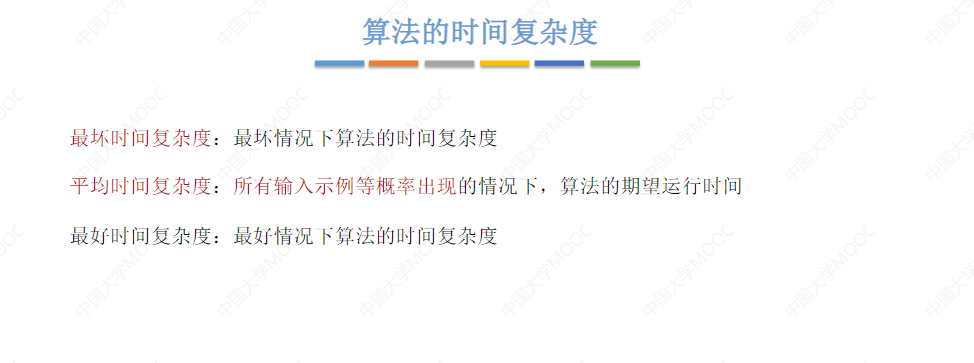 算法的时间复杂度
最坏时间复杂度：最坏情况下算法的时间复杂度
平均时间复杂度：所有输入示例等概率出现的情况下，算法的期望运行时间
最好时间复杂度：最好情况下算法的时间复杂度
中国大学MOOC